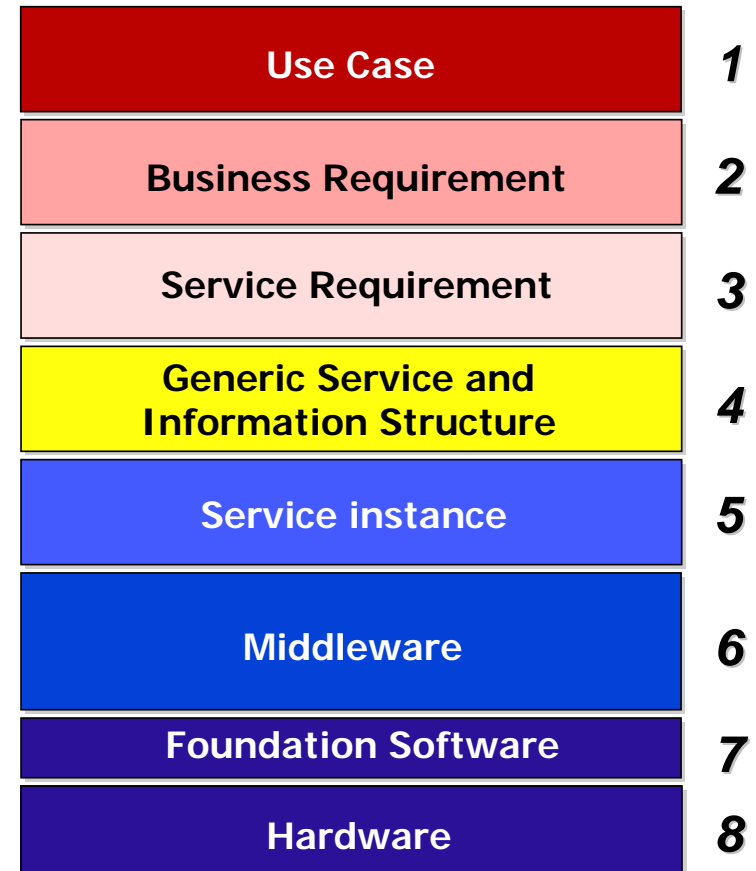 Use Case 1
Business Requirement 2
Service Requirement 3
Generic Service and
Information Structure 4
Service instance 5
Middleware 6
Foundation Software 7
Hardware 8